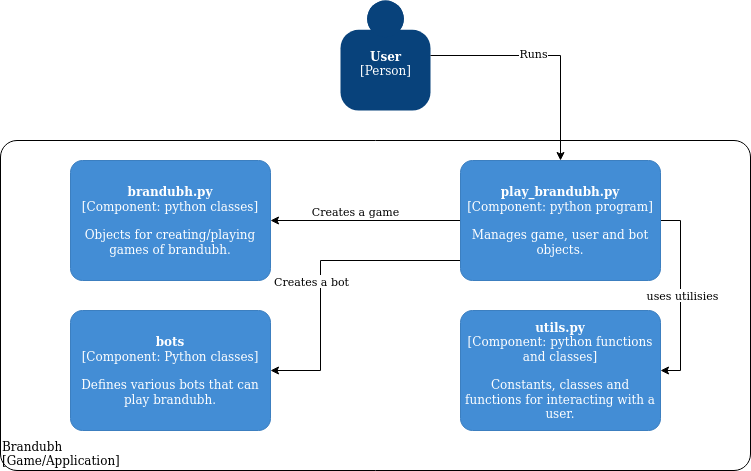 User
[Person]
Runs
brandubh.py
[Component: python classes]
Objects for creating/playing
games of brandubh.
Creates a game
play_brandubh.py
[Component: python program]
Manages game, user and bot
objects.
Creates a bot
uses utilisies
bots
[Component: Python classes]
Defines various bots that can
play brandubh.
utils.py
[Component: python functions
and classes]
Constants, classes and
functions for interacting with a
user.
Brandubh
[Game/Application]